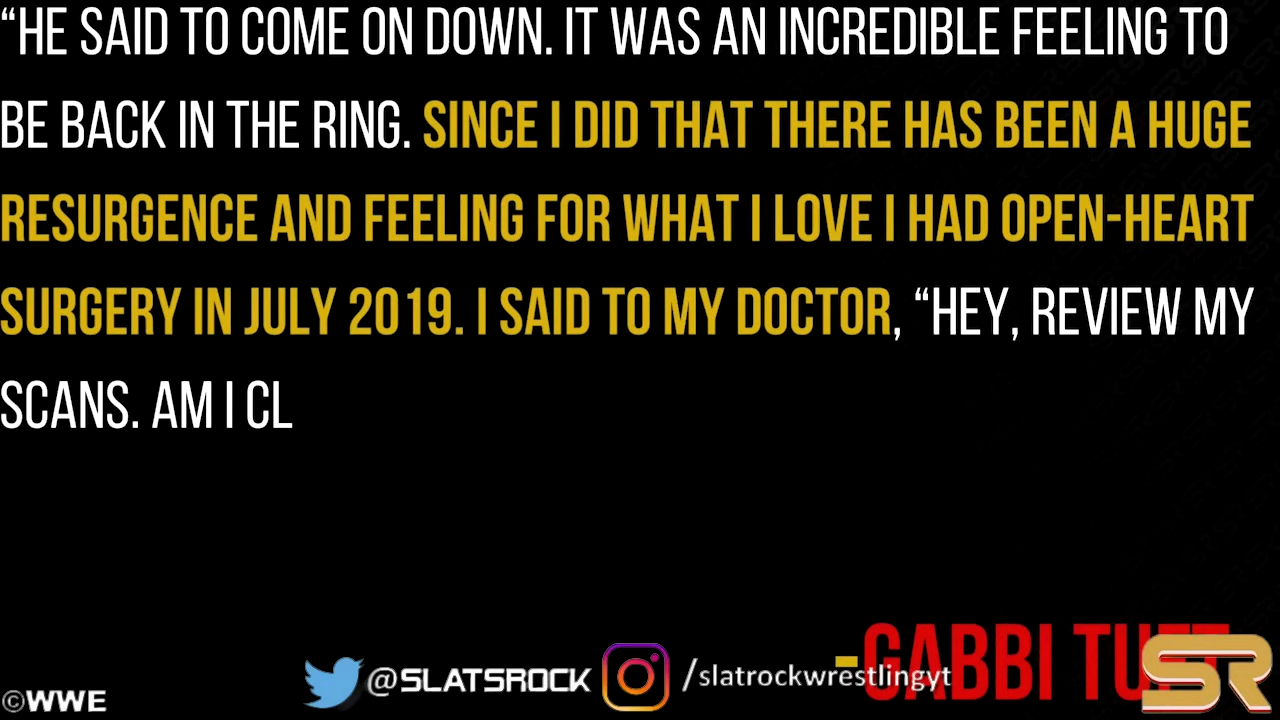 “HE SAID TO COME ON DOWN. IT WAS AN INCREDIBLE FEELING TO
BE BACK IN THE RING. SINCE I DID THAT THERE HAS BEEN A HUGE
RESURGENCE AND FEELING FOR WHAT I LOVE I HAD OPEN-HEART
SURGERY IN JULY 2019. I SAID TO MY DOCTOR, “HEY, REVIEW MY
SCANS. AM I CL
-GABBI TUFT
@SLATSROCK
/slatrockwrestlingyt
SR
©WWE